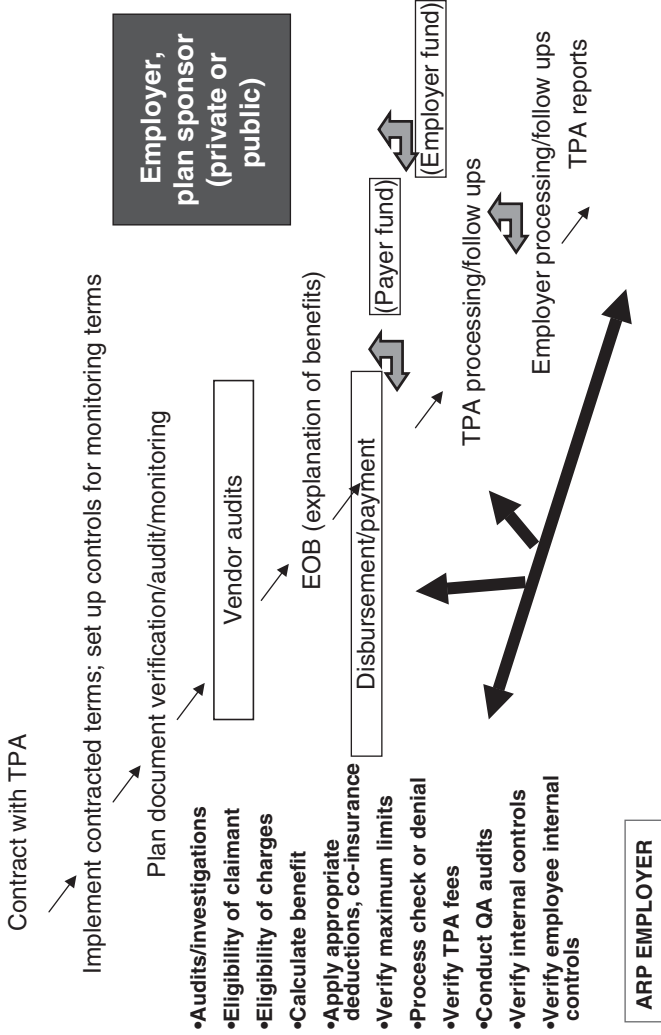 Contract with TPA
Implement contracted terms; set up controls for monitoring terms
Plan document verification/audit/monitoring
Employer,
plan sponsor
(private or
public)
Vendor audits
EOB (explanation of benefits)
Disbursement/payment
(Payer fund)
(Employer fund)
TPA processing/follow ups
Employer processing/follow ups
TPA reports
•Audits/investigations
•Eligibility of claimant
•Eligibility of charges
•Calculate benefit
•Apply appropriate
deductions, co-insurance
•Verify maximum limits
•Process check or denial
•Verify TPA fees
•Conduct QA audits
Verify internal controls
•Verify employee internal
controls
ARP EMPLOYER